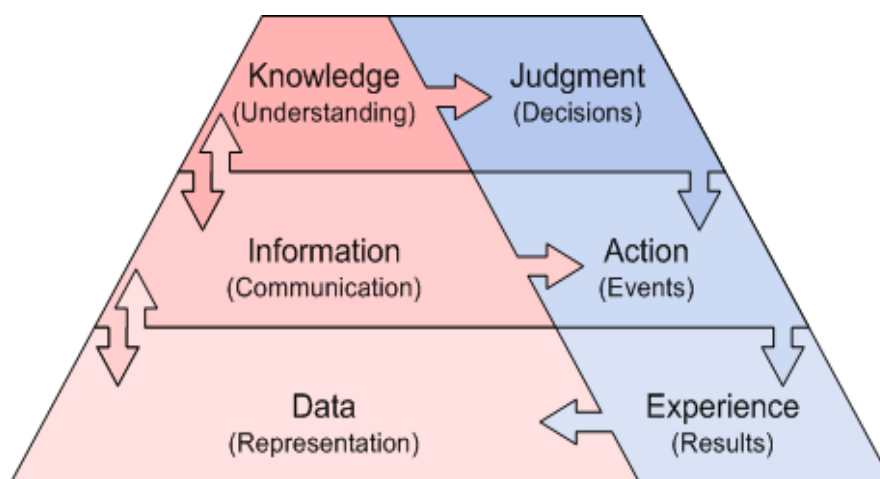 Knowledge
(Understanding)
Judgment
(Decisions)
Information
(Communication)
Action
(Events)
Data
(Representation)
Experience
(Results)